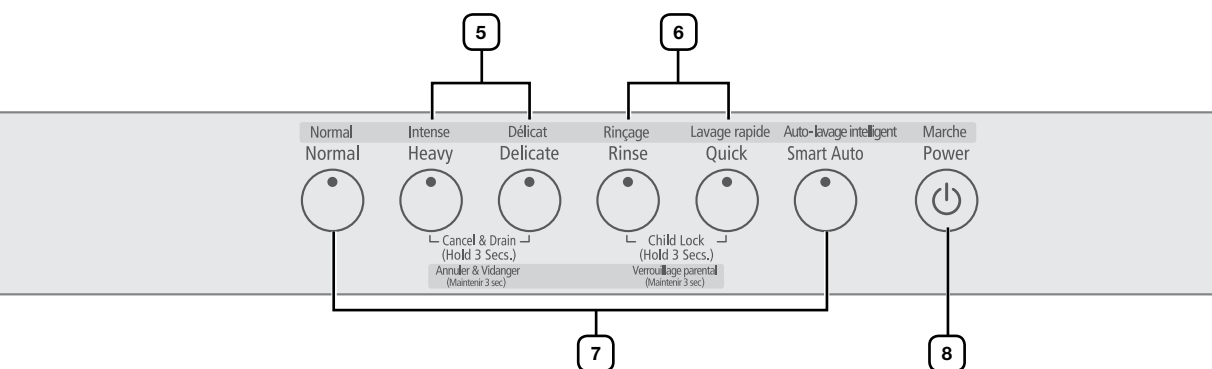 5 6
Normal Intense Délicat Rinçage Lavage rapide Auto-lavage intelligent Marche
Normal Heavy Delicate Rinse Quick Smart Auto Power
Cancel & Drain Child Lock
(Hold 3 Secs.) (Hold 3 Secs.)
Annuler & Vidanger Verrouillage parental
(Maintenir 3 sec) (Maintenir 3 sec)
7 8